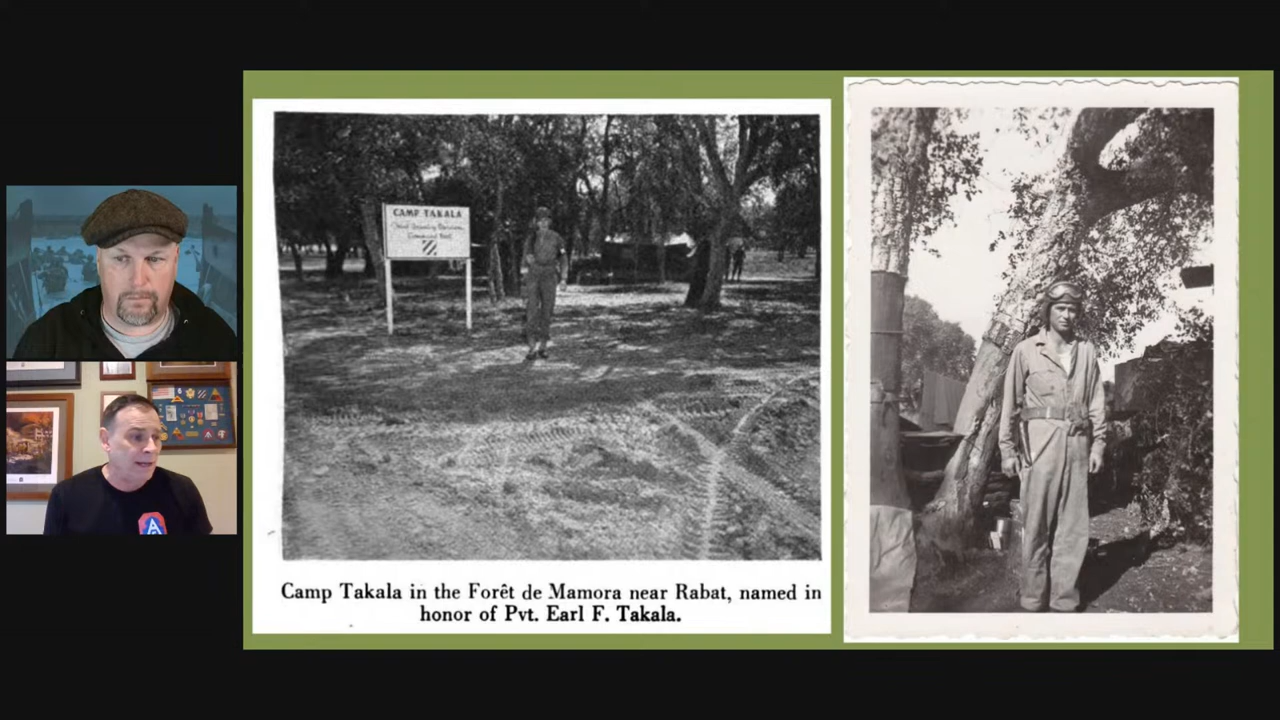 CAMP TAKALA
Camp Takala in the Forêt de Mamora near Rabat, named in
honor of Pvt. Earl F. Takala.